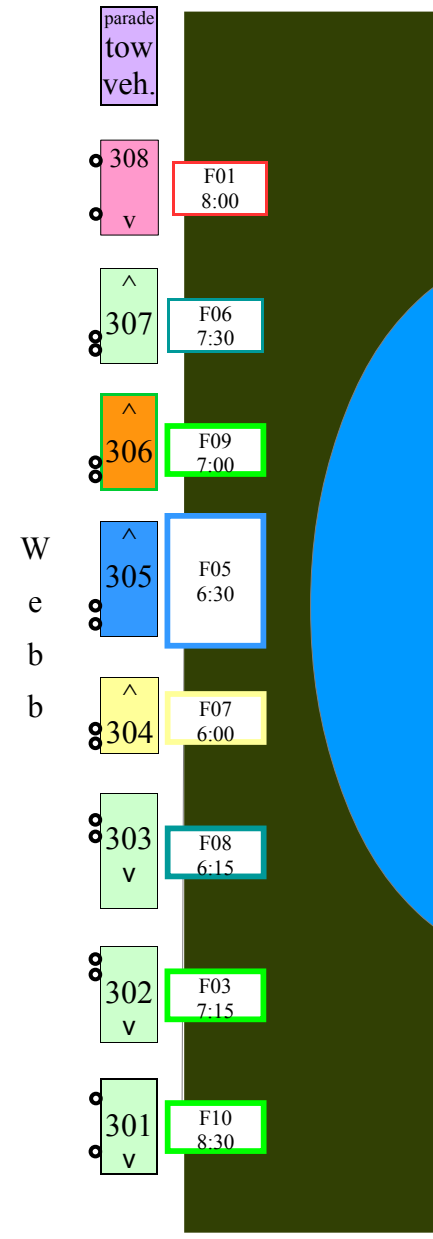 parade
tow
veh.
308
v
F01
8:00
^
307
F06
7:30
^
306
F09
7:00
^
305
F05
6:30
W
e
b
b
^
304
F07
6:00
303
v
F08
6:15
302
v
F03
7:15
301
v
F10
8:30